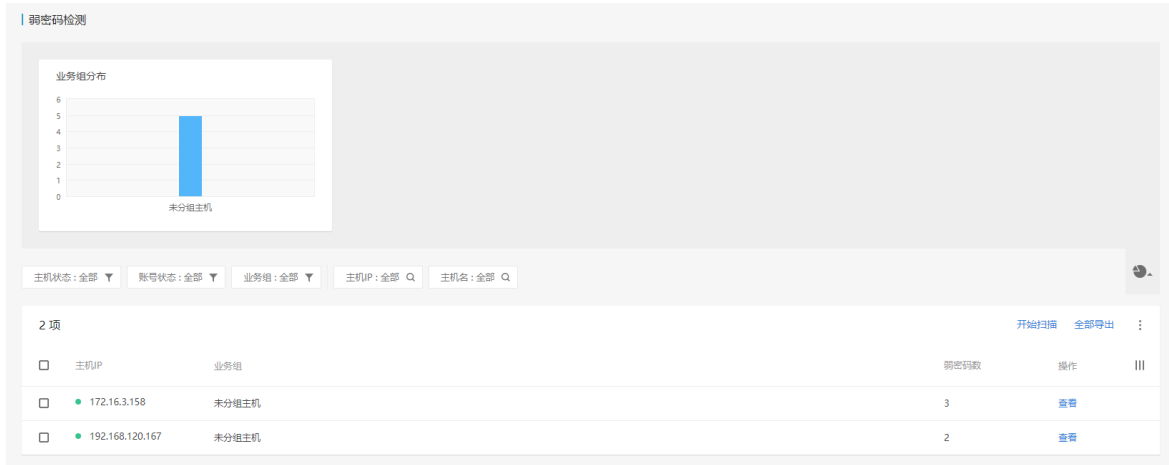 弱密码检测
业务组分布
6
5
4
3
2
1
0
未分组主机
主机状态 : 全部 账号状态 : 全部 业务组 : 全部 主机IP : 全部 主机名 : 全部
2 项 开始扫描 全部导出
主机IP 业务组 弱密码数 操作
172.16.3.158 未分组主机 3 查看
192.168.120.167 未分组主机 2 查看